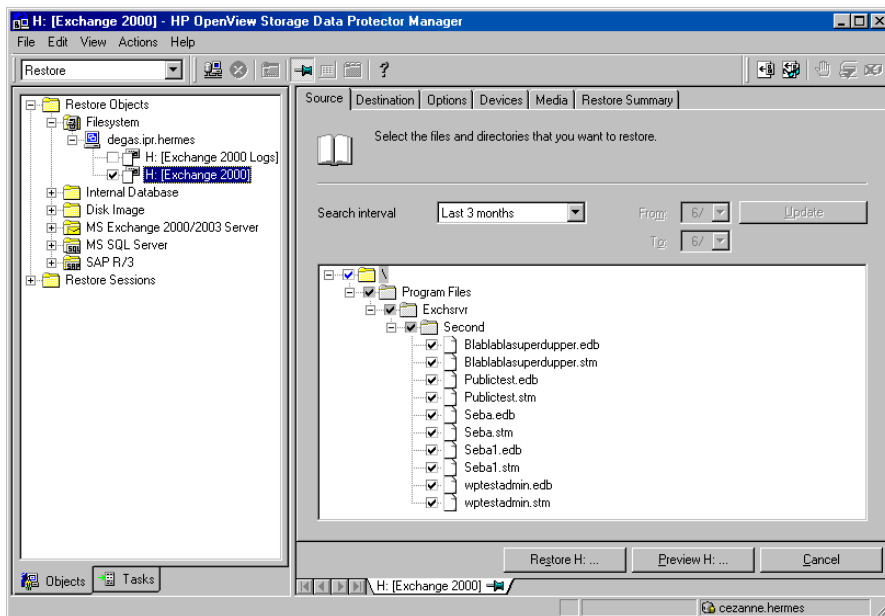 H: [Exchange 2000] - HP OpenView Storage Data Protector Manager
File Edit View Actions Help
Restore
?
Restore Objects
Filesystem
degas.ipr.hermes
H: [Exchange 2000 Logs]
H: [Exchange 2000]
Internal Database
Disk Image
MS Exchange 2000/2003 Server
MS SQL Server
SAP R/3
Restore Sessions
Objects
Tasks
Source
Destination
Options
Devices
Media
Restore Summary
Select the files and directories that you want to restore.
Search interval
Last 3 months
From:
6/
Update
To:
6/
\
Program Files
Exchsrvr
Second
Blablablasuperdupper.edb
Blablablasuperdupper.stm
Publictest.edb
Publictest.stm
Seba.edb
Seba.stm
Seba1.edb
Seba1.stm
wptestadmin.edb
wptestadmin.stm
Restore H: ...
Preview H: ...
Cancel
H: [Exchange 2000]
cezanne.hermes